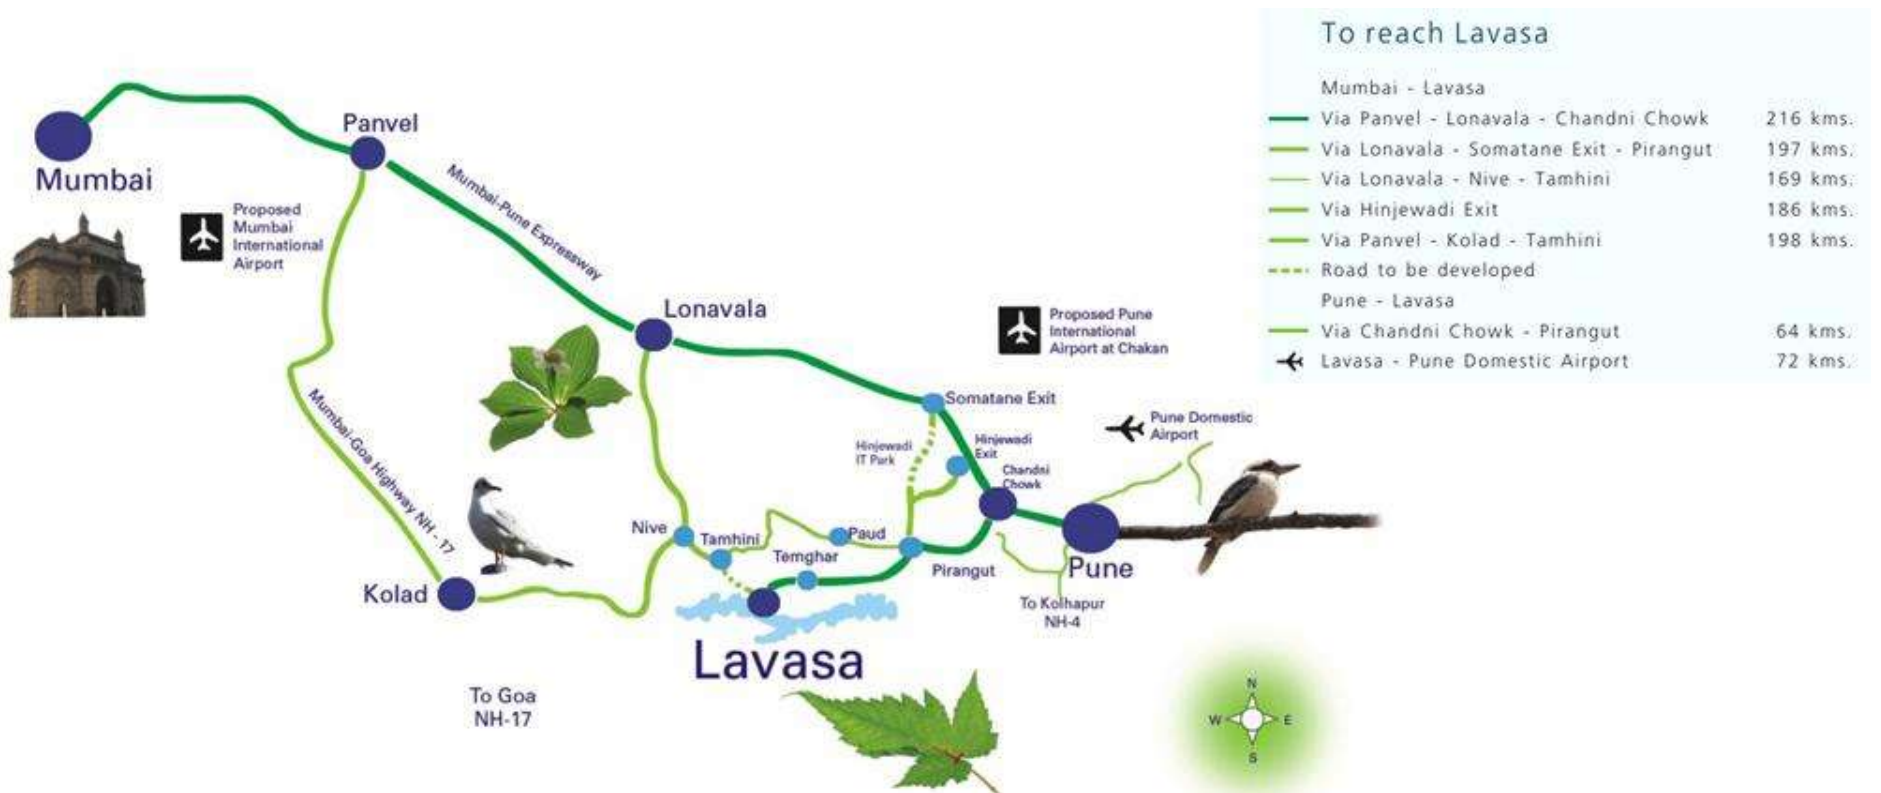 To reach Lavasa
Mumbai - Lavasa
Via Panvel - Lonavala - Chandni Chowk 216 kms.
Via Lonavala - Somatane Exit - Pirangut 197 kms.
Via Lonavala - Nive - Tamhini 169 kms.
Via Hinjewadi Exit 186 kms.
Via Panvel - Kolad - Tamhini 198 kms.
Road to be developed
Pune - Lavasa
Via Chandni Chowk - Pirangut 64 kms.
Lavasa - Pune Domestic Airport 72 kms.
Panvel
Mumbai
Mumbai-Pune Expressway
Proposed
Mumbai
International
Airport
Lonavala
Proposed Pune
International
Airport at Chakan
Mumbai-Goa Highway NH - 17
Somatane Exit
Pune Domestic
Airport
Hinjewadi
IT Park
Hinjewadi
Exit
Chandni
Chowk
Nive
Tamhini
Paud
Temghar
Pirangut
Pune
Kolad
To Kolhapur
NH-4
Lavasa
To Goa
NH-17
N
W E
S